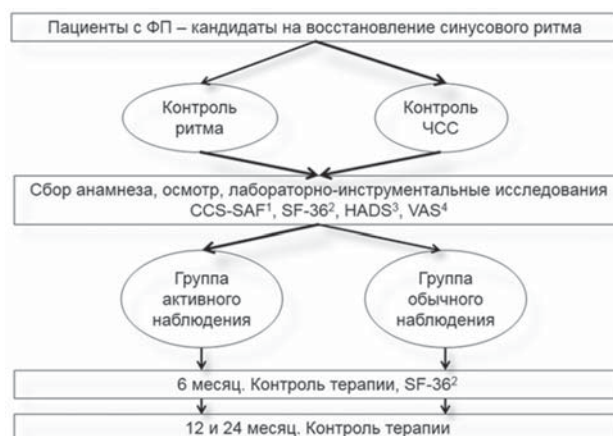 Пациенты с ФП – кандидаты на восстановление синусового ритма
Контроль
ритма
Контроль
ЧСС
Сбор анамнеза, осмотр, лабораторно-инструментальные исследования
CCS-SAF¹, SF-36², HADS³, VAS⁴
Группа
активного
наблюдения
Группа
обычного
наблюдения
6 месяц. Контроль терапии, SF-36²
12 и 24 месяц. Контроль терапии